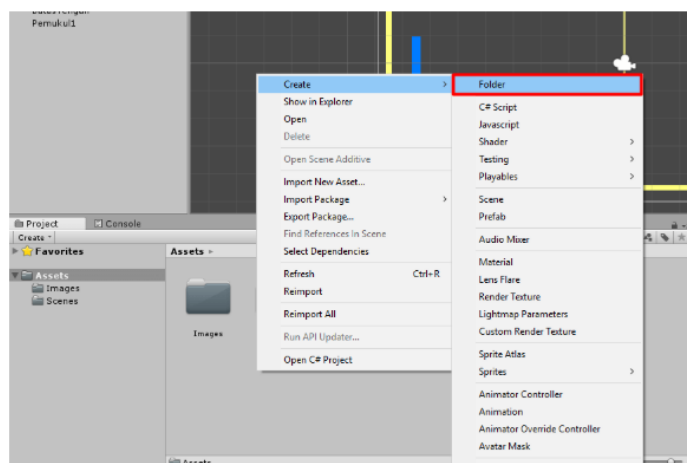 Pemukul1
Create
Show in Explorer
Open
Delete
Open Scene Additive
Import New Asset...
Import Package
Export Package...
Find References In Scene
Select Dependencies
Refresh Ctrl+R
Reimport
Reimport All
Run API Updater...
Open C# Project
Folder
C# Script
Javascript
Shader
Testing
Playables
Scene
Prefab
Audio Mixer
Material
Lens Flare
Render Texture
Lightmap Parameters
Custom Render Texture
Sprite Atlas
Sprites
Animator Controller
Animation
Animator Override Controller
Avatar Mask
Project Console
Create
Favorites
Assets
Images
Scenes
Assets
Images
Assets